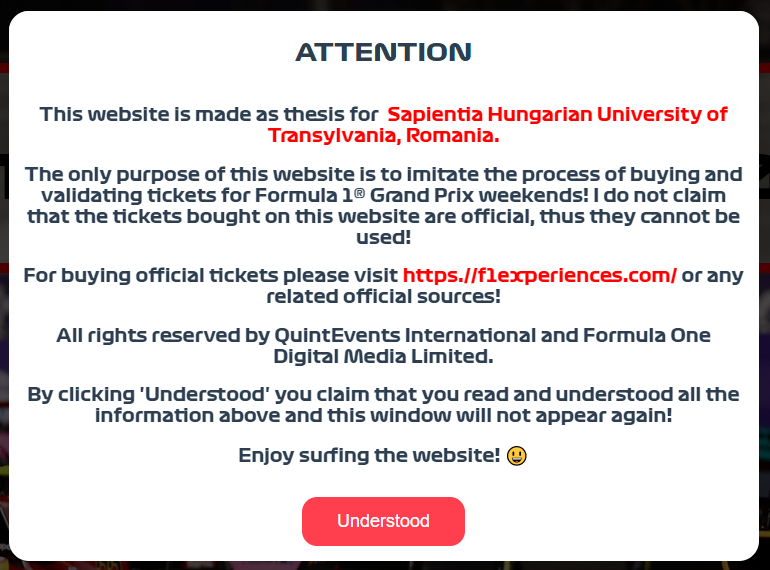 ATTENTION
This website is made as thesis for Sapientia Hungarian University of
Transylvania, Romania.
The only purpose of this website is to imitate the process of buying and
validating tickets for Formula 1® Grand Prix weekends! I do not claim
that the tickets bought on this website are official, thus they cannot be
used!
For buying official tickets please visit https://f1experiences.com/ or any
related official sources!
All rights reserved by QuintEvents International and Formula One
Digital Media Limited.
By clicking 'Understood' you claim that you read and understood all the
information above and this window will not appear again!
Enjoy surfing the website! 😃
Understood